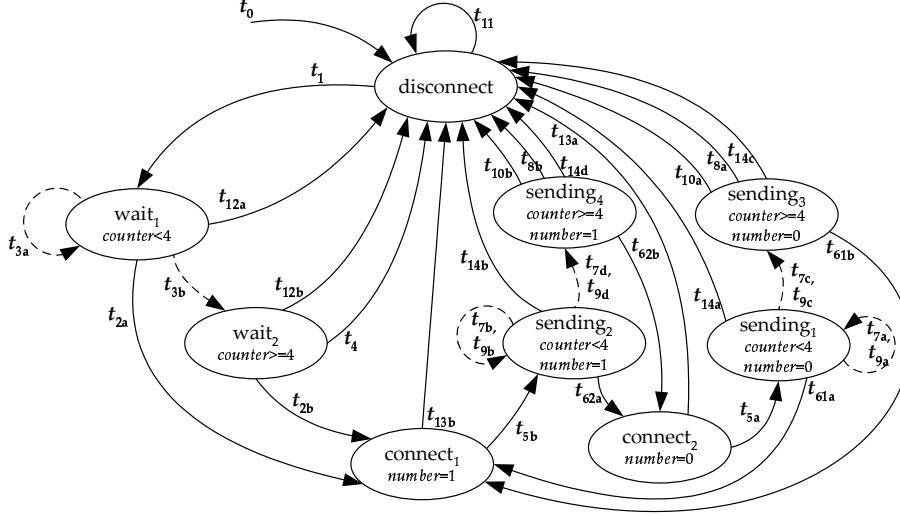 t0
t11
disconnect
t1
t13a
t10b
t8b
t14d
t10a
t8a
t14c
t12a
wait1
counter<4
sending4
counter>=4
number=1
sending3
counter>=4
number=0
t3a
t3b
t62b
t61b
t14b
t7d,
t9d
t7c,
t9c
t12b
t14a
t2a
wait2
counter>=4
t4
t7b,
t9b
sending2
counter<4
number=1
sending1
counter<4
number=0
t7a,
t9a
t2b
t13b
t62a
t61a
t5b
t5a
connect1
number=1
connect2
number=0